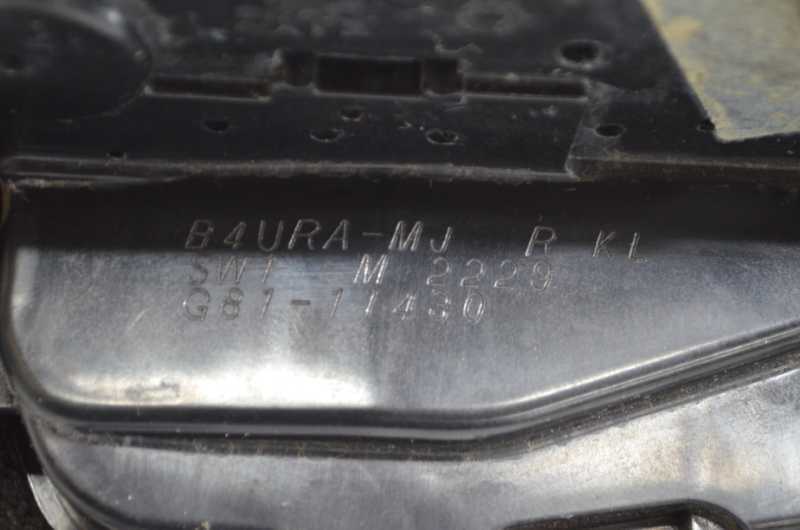 B4URA-MJ R KL
SW1 M 2229
G81-11430